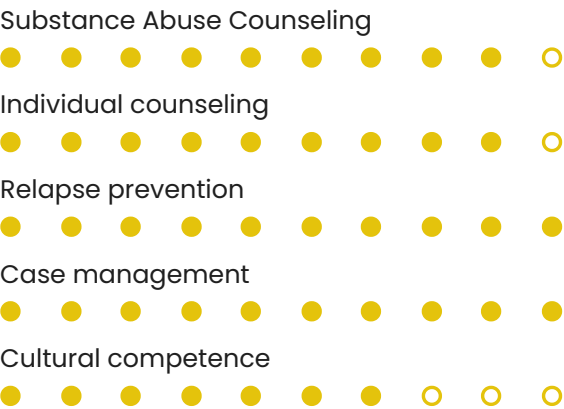 Substance Abuse Counseling
Individual counseling
Relapse prevention
Case management
Cultural competence